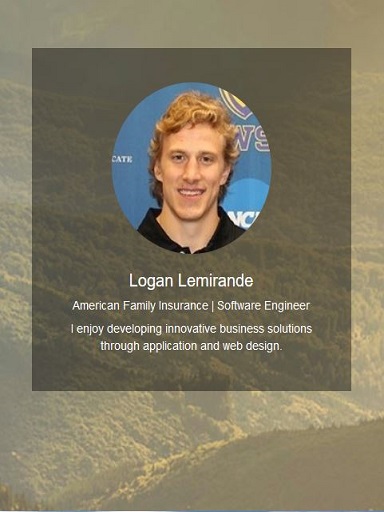 WS
CATE
NC
Logan Lemirande
American Family Insurance | Software Engineer
I enjoy developing innovative business solutions
through application and web design.